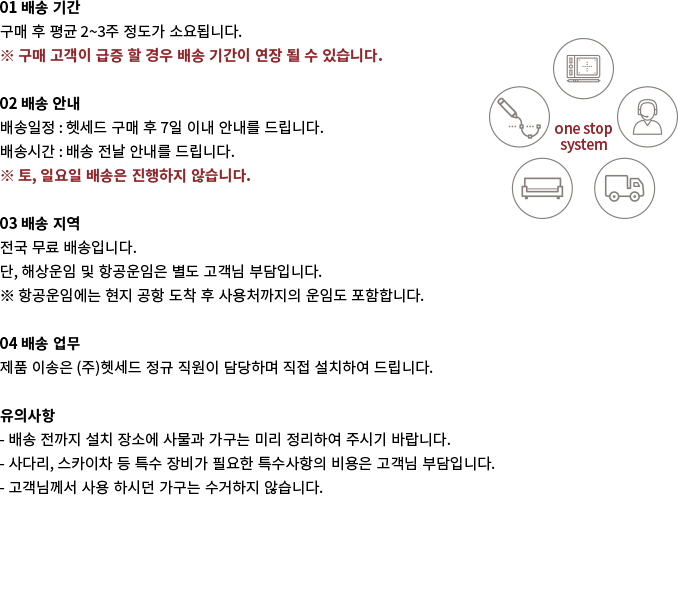 01 배송 기간
구매 후 평균 2~3주 정도가 소요됩니다.
※ 구매 고객이 급증 할 경우 배송 기간이 연장 될 수 있습니다.
02 배송 안내
배송일정 : 헷세드 구매 후 7일 이내 안내를 드립니다.
배송시간 : 배송 전날 안내를 드립니다.
※ 토, 일요일 배송은 진행하지 않습니다.
one stop
system
03 배송 지역
전국 무료 배송입니다.
단, 해상운임 및 항공운임은 별도 고객님 부담입니다.
※ 항공운임에는 현지 공항 도착 후 사용처까지의 운임도 포함합니다.
04 배송 업무
제품 이송은 (주)헷세드 정규 직원이 담당하며 직접 설치하여 드립니다.
유의사항
- 배송 전까지 설치 장소에 사물과 가구는 미리 정리하여 주시기 바랍니다.
- 사다리, 스카이차 등 특수 장비가 필요한 특수사항의 비용은 고객님 부담입니다.
- 고객님께서 사용 하시던 가구는 수거하지 않습니다.